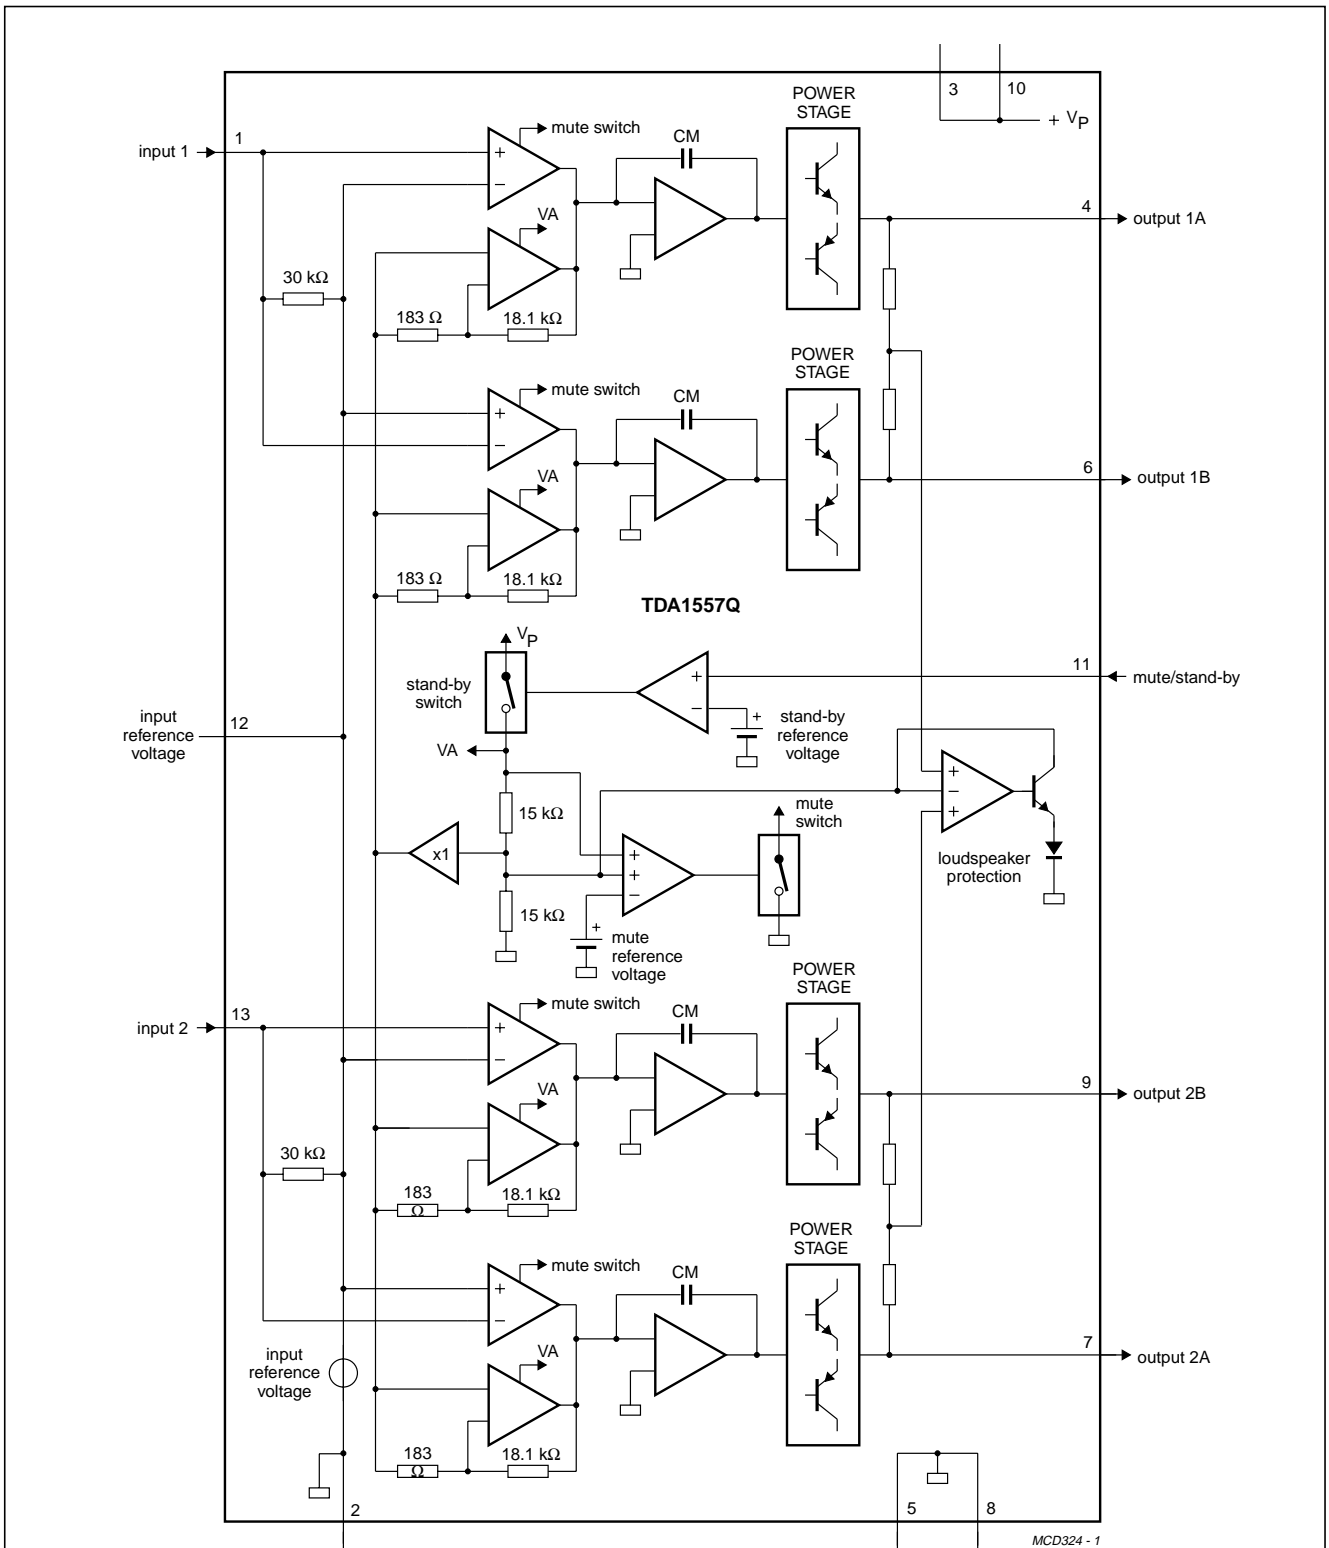 3
10
+ VP
POWER
STAGE
1
input 1
+
−
mute switch
CM
4
output 1A
VA
30 kΩ
183 Ω
18.1 kΩ
POWER
STAGE
mute switch
+
−
CM
6
output 1B
VA
183 Ω
18.1 kΩ
TDA1557Q
VP
stand-by
switch
+
−
11
mute/stand-by
+
stand-by
reference
voltage
input
reference
voltage
12
VA
15 kΩ
mute
switch
+
−
+
x1
+
+
−
loudspeaker
protection
15 kΩ
+
mute
reference
voltage
POWER
STAGE
mute switch
13
input 2
+
−
CM
9
output 2B
VA
30 kΩ
183
Ω
18.1 kΩ
POWER
STAGE
mute switch
+
−
CM
7
output 2A
VA
input
reference
voltage
183
Ω
18.1 kΩ
2
5
8
MCD324 - 1